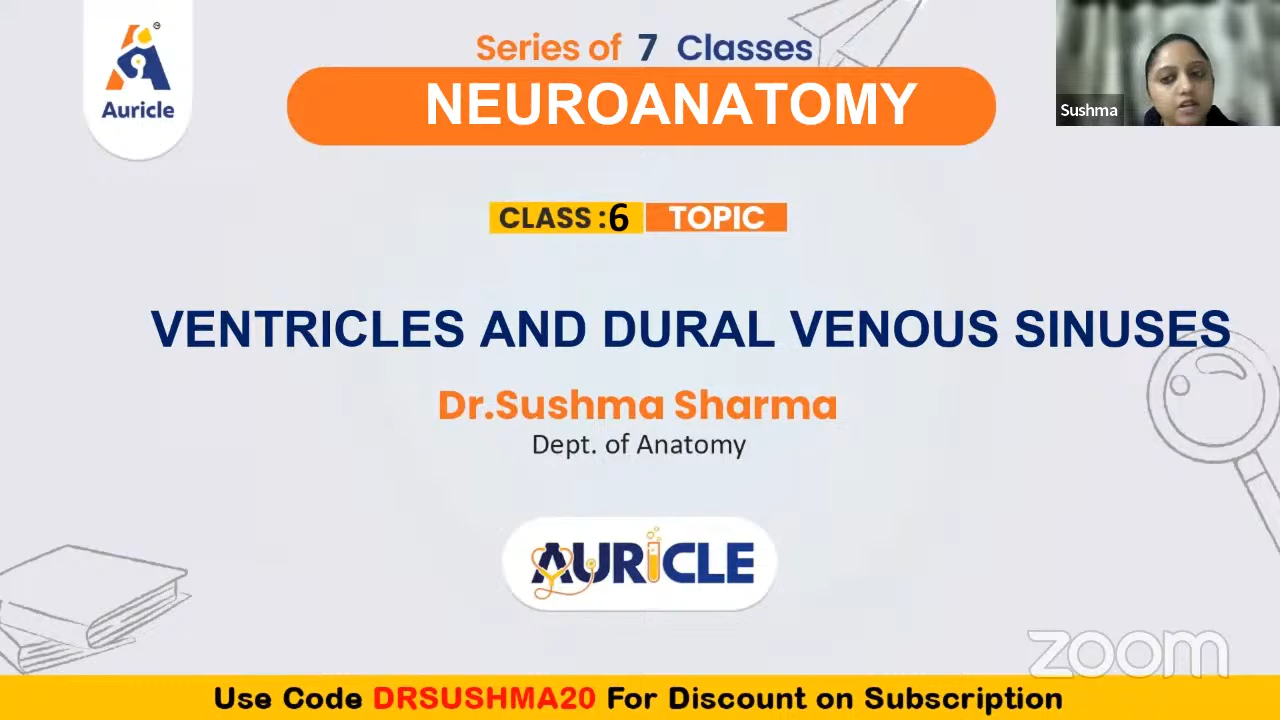 Auricle
Series of 7 Classes
NEUROANATOMY
Sushma
CLASS :6 TOPIC
VENTRICLES AND DURAL VENOUS SINUSES
Dr.Sushma Sharma
Dept. of Anatomy
AURICLE
zoom
Use Code DRSUSHMA20 For Discount on Subscription